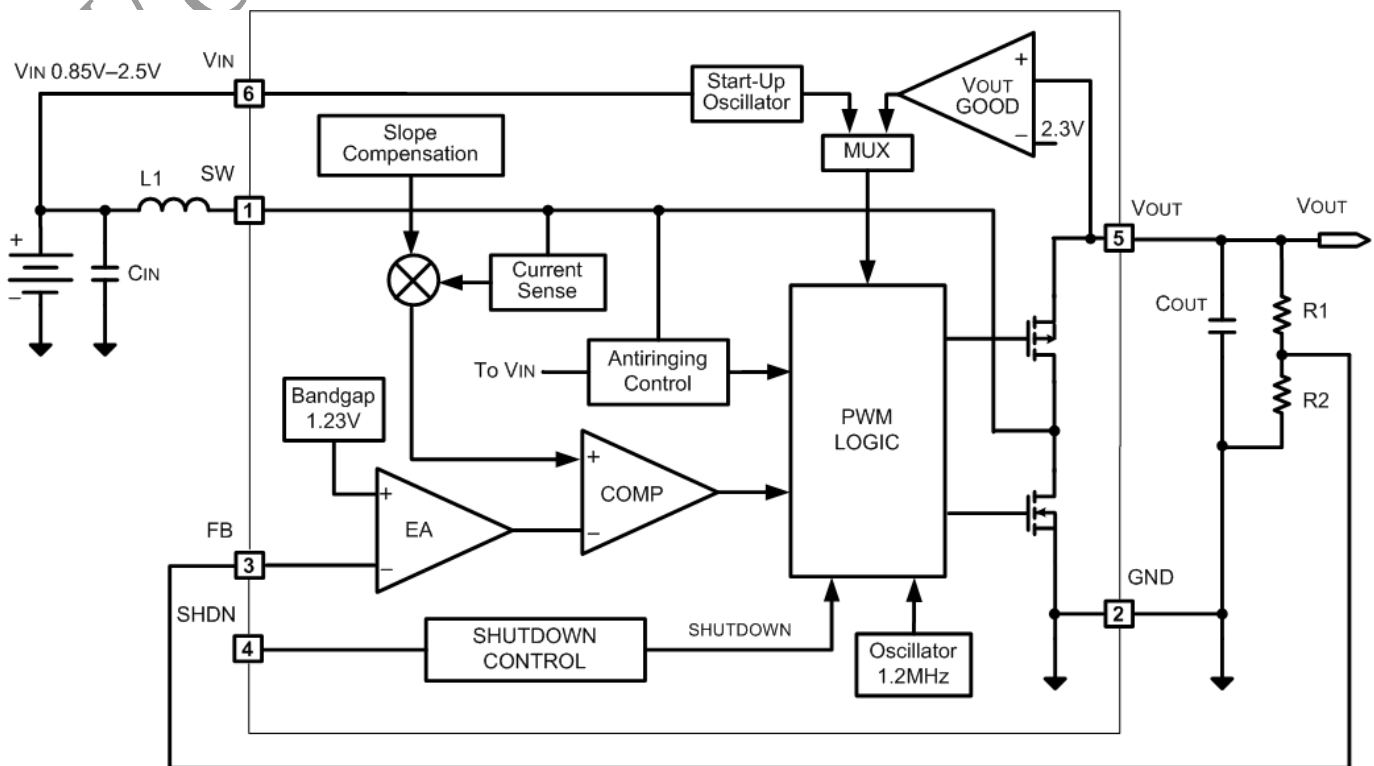 VIN 0.85V–2.5V
VIN
6
Start-Up
Oscillator
+
VOUT
GOOD
−
2.3V
Slope
Compensation
MUX
L1
SW
1
VOUT
5
VOUT
+
−
CIN
Current
Sense
COUT
R1
R2
To VIN
Antiringing
Control
PWM
LOGIC
Bandgap
1.23V
+
EA
−
+
COMP
−
FB
3
GND
2
SHDN
4
SHUTDOWN
CONTROL
SHUTDOWN
Oscillator
1.2MHz